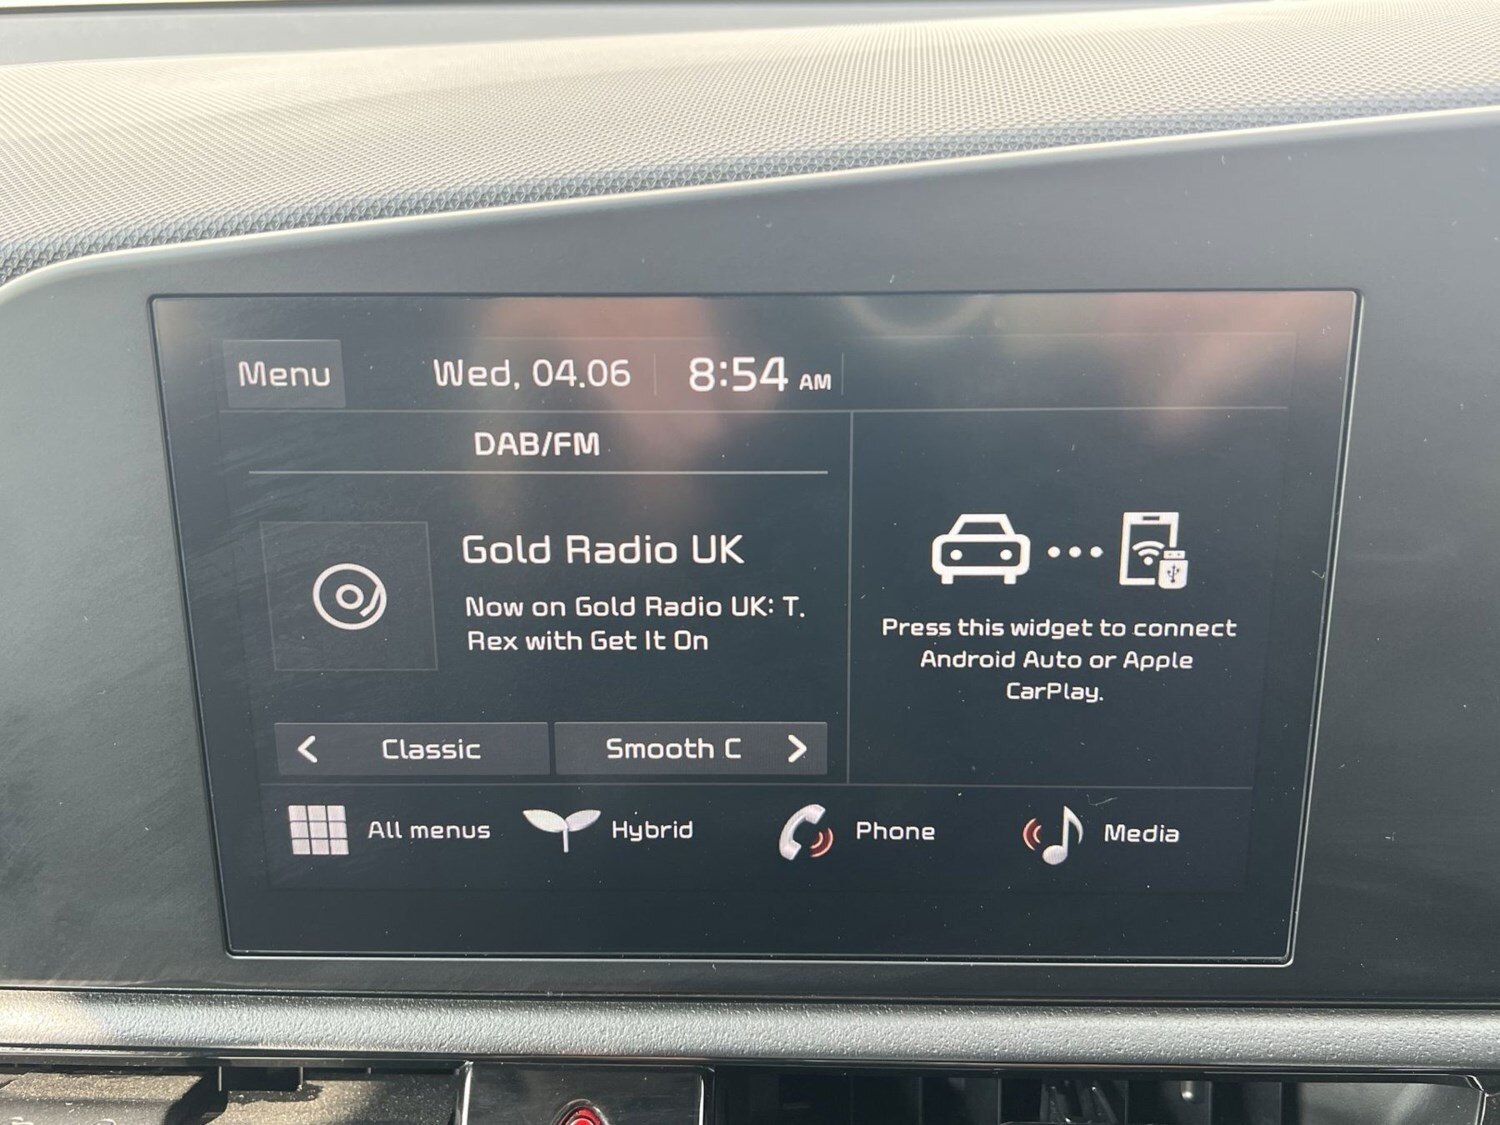 Menu
Wed, 04.06
8:54 AM
DAB/FM
Gold Radio UK
Now on Gold Radio UK: T.
Rex with Get It On
Classic
Smooth C
Press this widget to connect
Android Auto or Apple
CarPlay.
All menus
Hybrid
Phone
Media